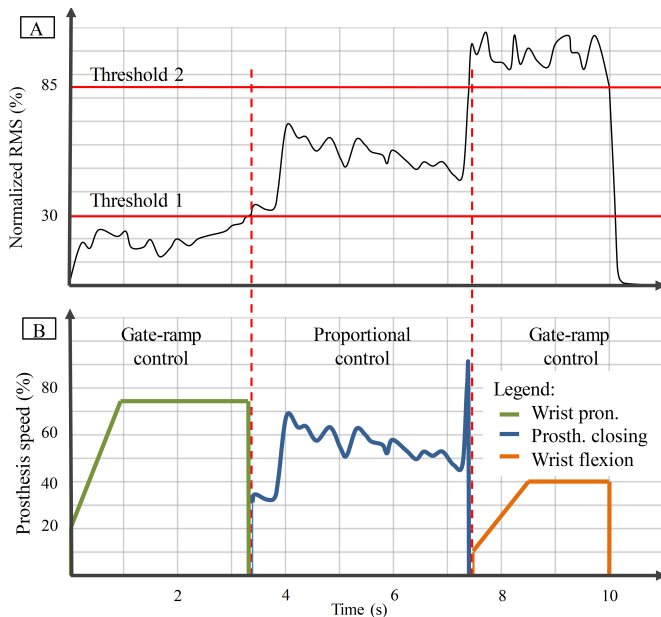 A
Normalized RMS (%)
Threshold 2
85
Threshold 1
30
B
Prosthesis speed (%)
Gate-ramp
control
Proportional
control
Gate-ramp
control
80
60
40
20
Legend:
Wrist pron.
Prosth. closing
Wrist flexion
2
4
6
8
10
Time (s)